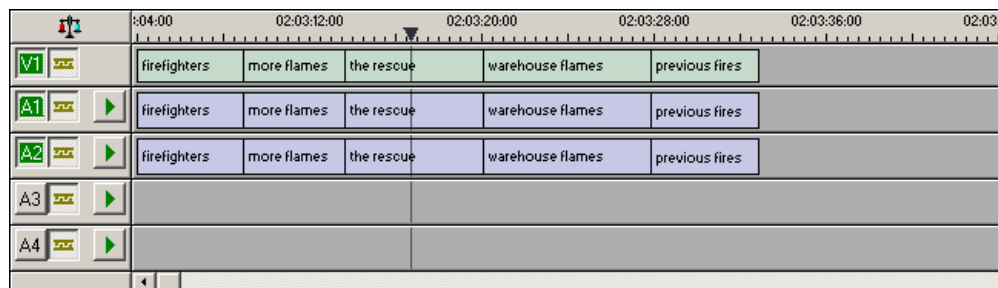 :04:00 02:03:12:00 02:03:20:00 02:03:28:00 02:03:36:00 02:03
V1 firefighters more flames the rescue warehouse flames previous fires
A1 firefighters more flames the rescue warehouse flames previous fires
A2 firefighters more flames the rescue warehouse flames previous fires
A3
A4